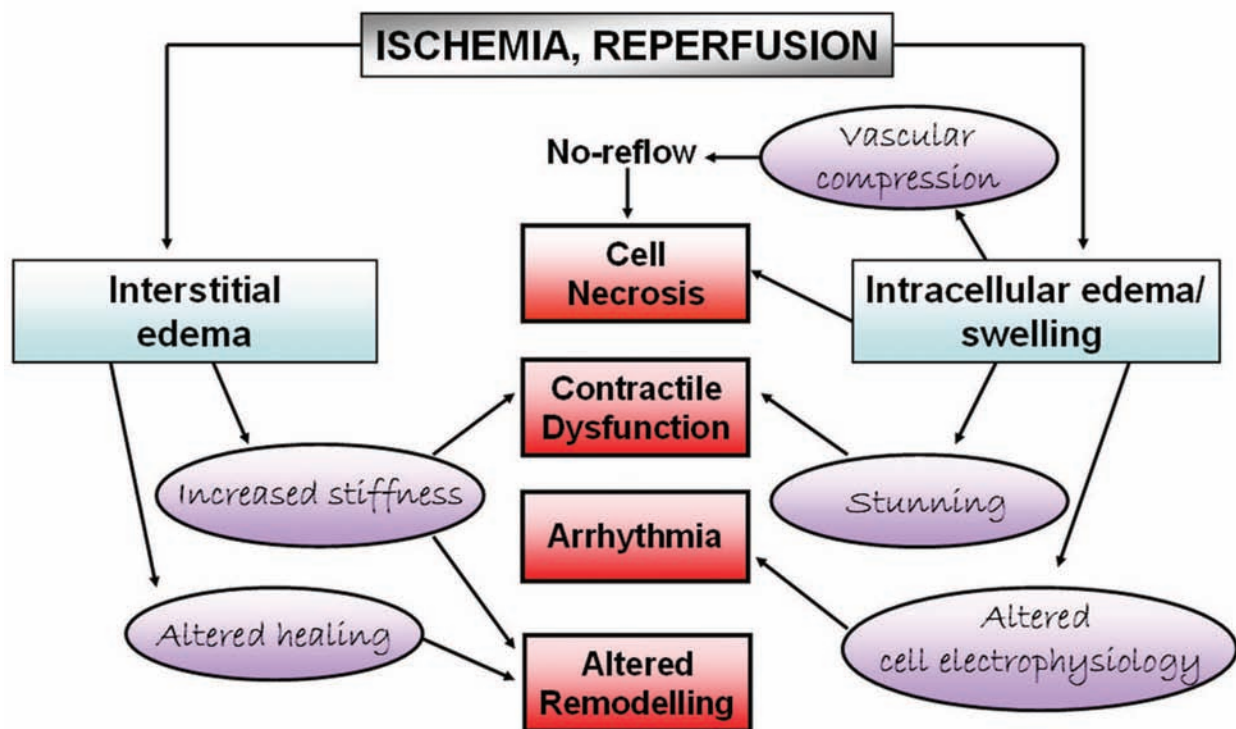 ISCHEMIA, REPERFUSION
Vascular
compression
No-reflow
Cell
Necrosis
Interstitial
edema
Intracellular edema/
swelling
Contractile
Dysfunction
Increased stiffness
Stunning
Arrhythmia
Altered healing
Altered
cell electrophysiology
Altered
Remodelling